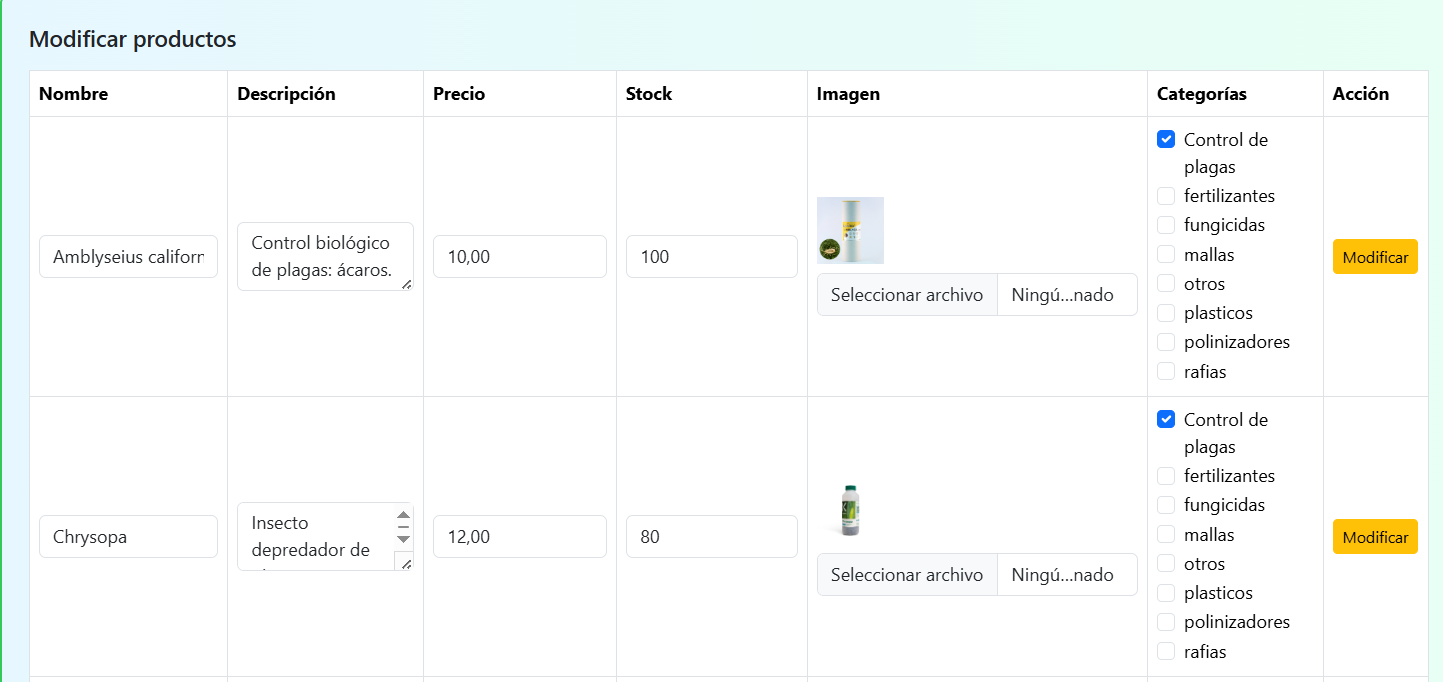 Modificar productos
Nombre Descripción Precio Stock Imagen Categorías Acción
Amblyseius californ
Control biológico
de plagas: ácaros.
10,00
100
Seleccionar archivo Ningú...nado
Control de
plagas
fertilizantes
fungicidas
mallas
otros
plasticos
polinizadores
rafias
Modificar
Chrysopa
Insecto
depredador de
12,00
80
Seleccionar archivo Ningú...nado
Control de
plagas
fertilizantes
fungicidas
mallas
otros
plasticos
polinizadores
rafias
Modificar